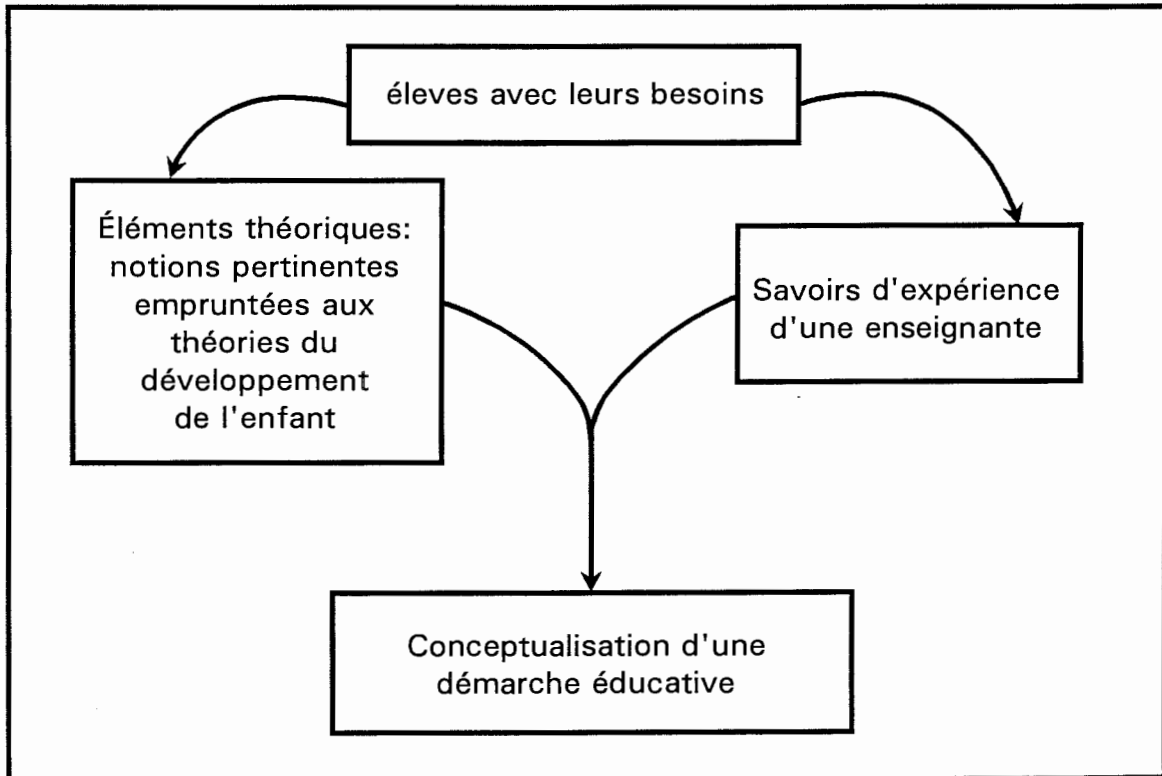 éleves avec leurs besoins
Éléments théoriques:
notions pertinentes
empruntées aux
théories du
développement
de l'enfant
Savoirs d'expérience
d'une enseignante
Conceptualisation d'une
démarche éducative